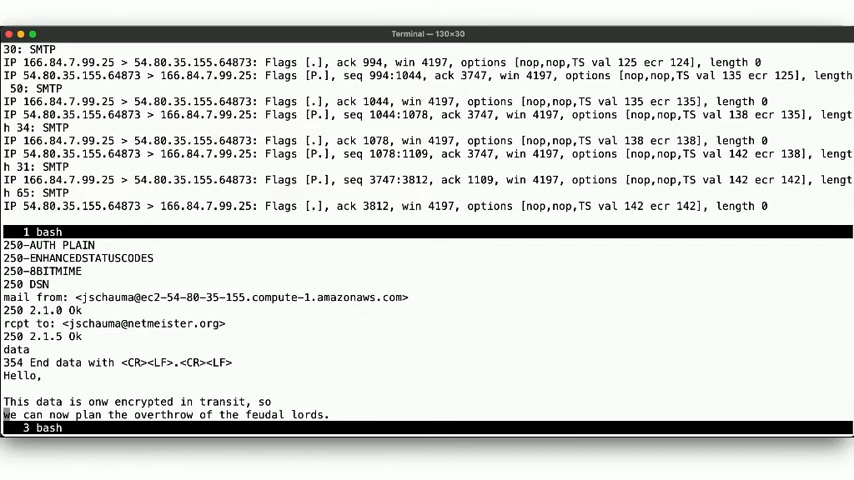 Terminal — 130×30
30: SMTP
IP 166.84.7.99.25 > 54.80.35.155.64873: Flags [.], ack 994, win 4197, options [nop,nop,TS val 125 ecr 124], length 0
IP 54.80.35.155.64873 > 166.84.7.99.25: Flags [P.], seq 994:1044, ack 3747, win 4197, options [nop,nop,TS val 135 ecr 125], length
 50: SMTP
IP 166.84.7.99.25 > 54.80.35.155.64873: Flags [.], ack 1044, win 4197, options [nop,nop,TS val 135 ecr 135], length 0
IP 54.80.35.155.64873 > 166.84.7.99.25: Flags [P.], seq 1044:1078, ack 3747, win 4197, options [nop,nop,TS val 138 ecr 135], lengt
h 34: SMTP
IP 166.84.7.99.25 > 54.80.35.155.64873: Flags [.], ack 1078, win 4197, options [nop,nop,TS val 138 ecr 138], length 0
IP 54.80.35.155.64873 > 166.84.7.99.25: Flags [P.], seq 1078:1109, ack 3747, win 4197, options [nop,nop,TS val 142 ecr 138], lengt
h 31: SMTP
IP 166.84.7.99.25 > 54.80.35.155.64873: Flags [P.], seq 3747:3812, ack 1109, win 4197, options [nop,nop,TS val 142 ecr 142], lengt
h 65: SMTP
IP 54.80.35.155.64873 > 166.84.7.99.25: Flags [.], ack 3812, win 4197, options [nop,nop,TS val 142 ecr 142], length 0
1 bash
250-AUTH PLAIN
250-ENHANCEDSTATUSCODES
250-8BITMIME
250 DSN
mail from: <jschauma@ec2-54-80-35-155.compute-1.amazonaws.com>
250 2.1.0 Ok
rcpt to: <jschauma@netmeister.org>
250 2.1.5 Ok
data
354 End data with <CR><LF>.<CR><LF>
Hello,
This data is onw encrypted in transit, so
we can now plan the overthrow of the feudal lords.
3 bash